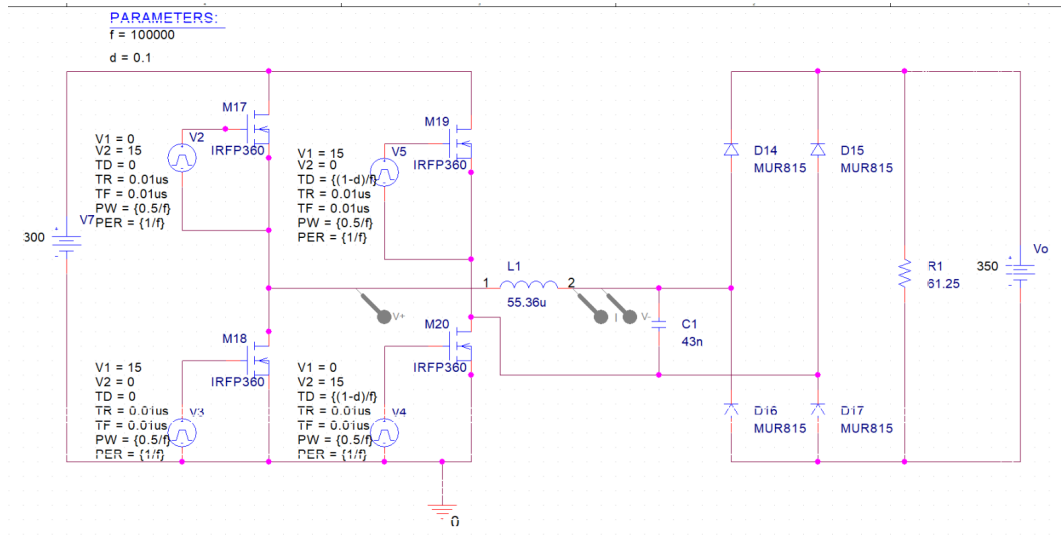 PARAMETERS:
f = 100000
d = 0.1
M17
V2
IRFP360
V1 = 0
V2 = 15
TD = 0
TR = 0.01us
TF = 0.01us
PW = {0.5/f}
PER = {1/f}
M19
V5
IRFP360
V1 = 15
V2 = 0
TD = {(1-d)/f}
TR = 0.01us
TF = 0.01us
PW = {0.5/f}
PER = {1/f}
D14
MUR815
D15
MUR815
V7
300
+
-
L1
1
2
55.36u
V+
I
V-
C1
43n
R1
61.25
Vo
350
+
-
M18
IRFP360
V3
V1 = 15
V2 = 0
TD = 0
TR = 0.01us
TF = 0.01us
PW = {0.5/f}
PER = {1/f}
M20
IRFP360
V4
V1 = 0
V2 = 15
TD = {(1-d)/f}
TR = 0.01us
TF = 0.01us
PW = {0.5/f}
PER = {1/f}
D16
MUR815
D17
MUR815
0